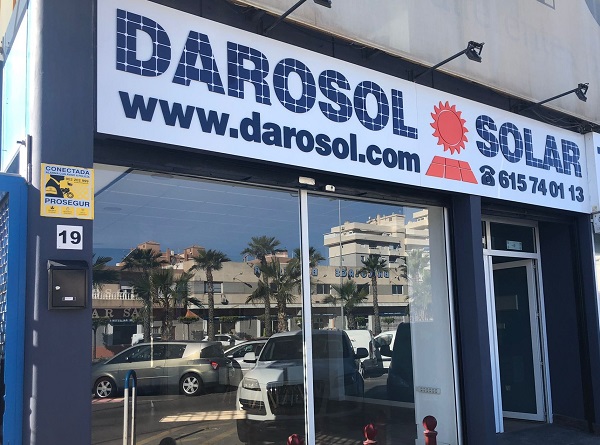 DAROSOL SOLAR
www.darosol.com
☎ 615 74 01 13
CONECTADA
PROSEGUR
19